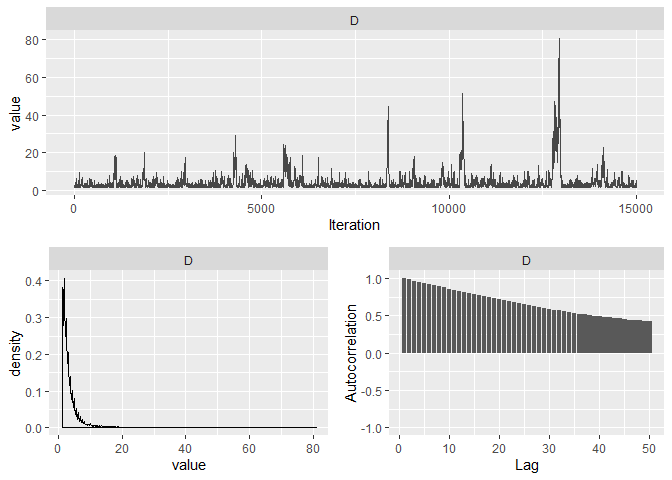 D
80
60
40
20
0
value
0 5000 10000 15000
Iteration
D
0.4
0.3
0.2
0.1
0.0
density
0 20 40 60 80
value
D
1.0
0.5
0.0
-0.5
-1.0
Autocorrelation
0 10 20 30 40 50
Lag